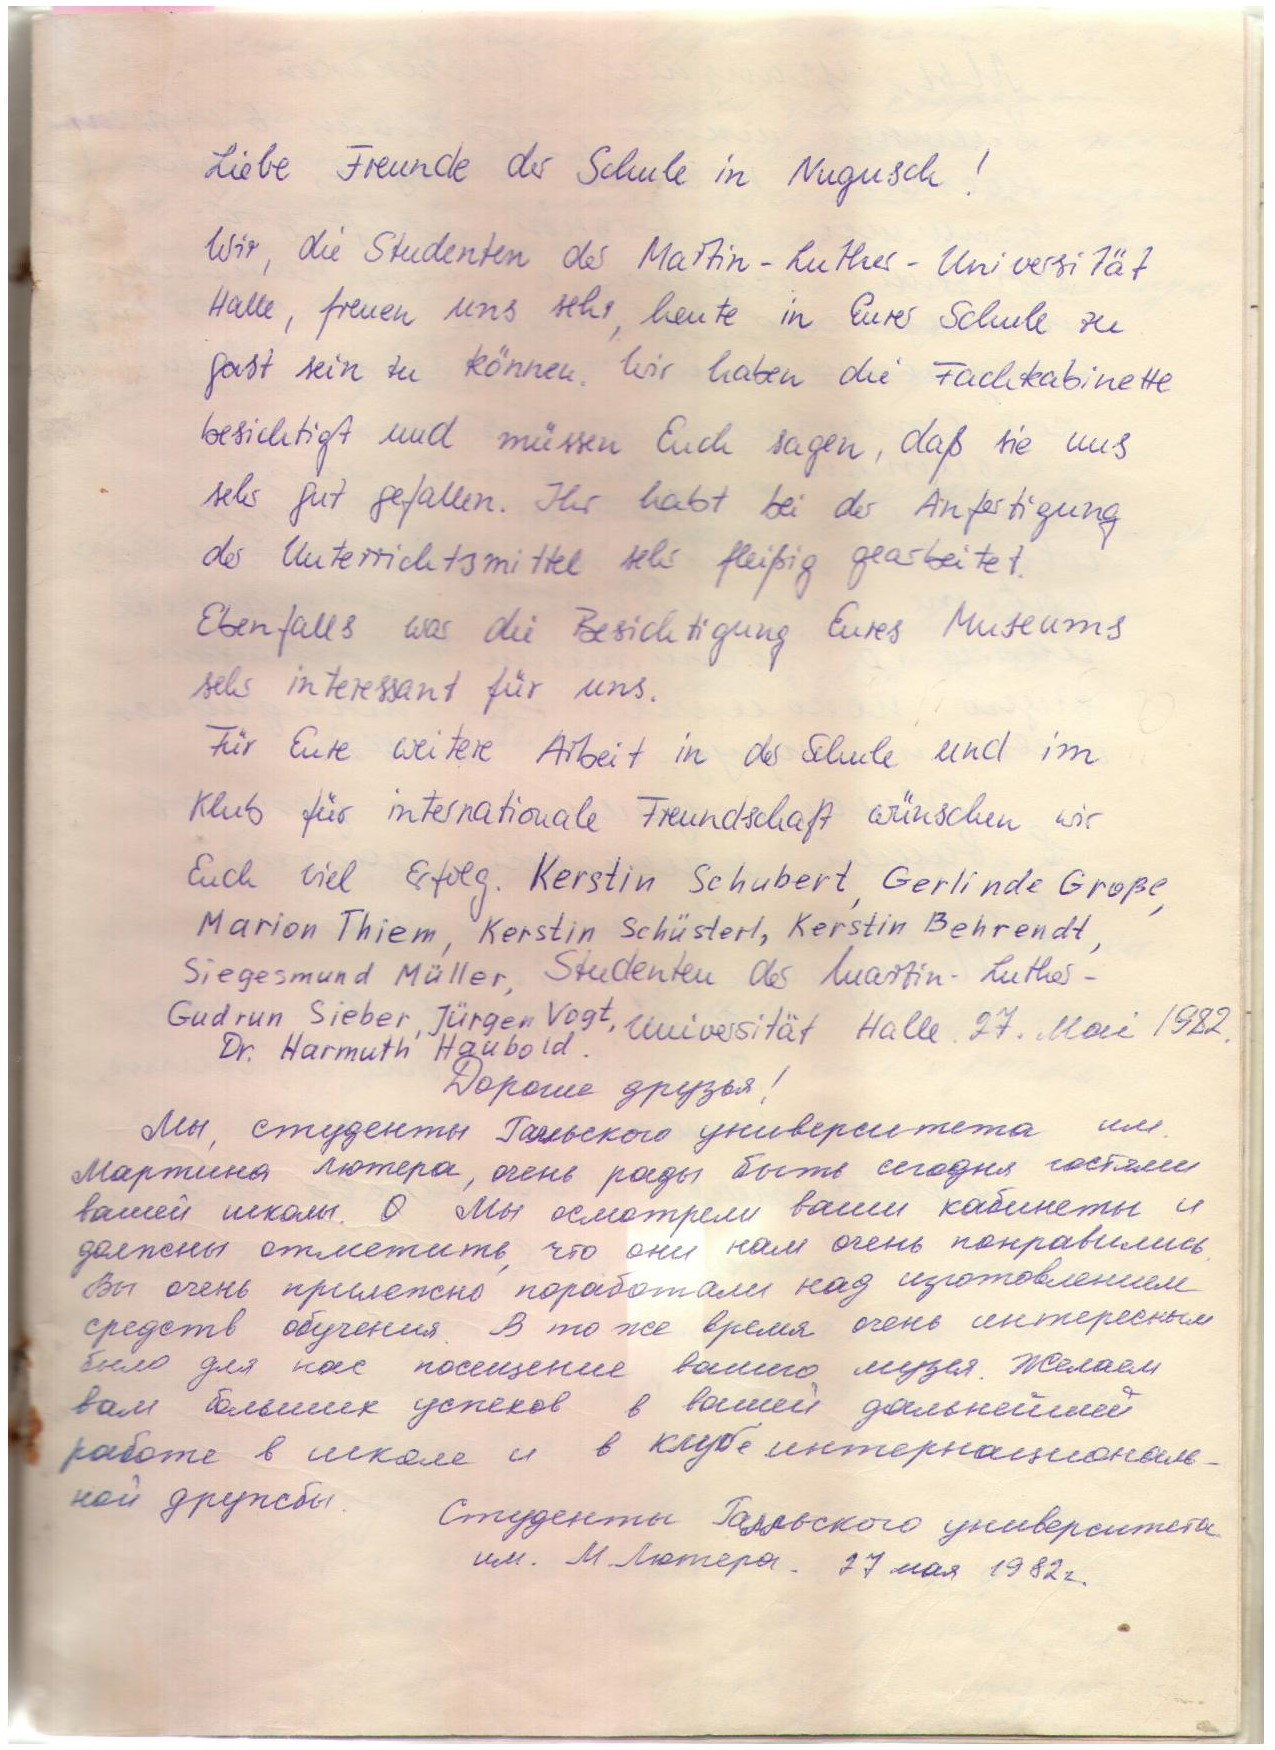 Liebe Freunde der Schule in Nugusch!
Wir, die Studenten der Martin-Luther-Universität
Halle, freuen uns sehr, heute in Eurer Schule zu
gast sein zu können. Wir haben die Fachkabinette
besichtigt und müssen Euch sagen, daß sie uns
sehr gut gefallen. Ihr habt bei der Anfertigung
der Unterrichtsmittel sehr fleißig gearbeitet.
Ebenfalls war die Besichtigung Eures Museums
sehr interessant für uns.
Für Eure weitere Arbeit in der Schule und im
Klub für internationale Freundschaft wünschen wir
Euch viel Erfolg. Kerstin Schubert, Gerlinde Große,
Marion Thiem, Kerstin Schüsterl, Kerstin Behrendt,
Siegesmund Müller, Studenten der Martin-Luther-
Gudrun Sieber, Jürgen Vogt, Universität Halle. 27. Mai 1982.
Dr. Harmuth Haubold.
Дорогие друзья!
Мы, студенты Галльского университета им.
Мартина Лютера, очень рады быть сегодня гостями
вашей школы. О Мы осмотрели ваши кабинеты и
должны отметить, что они нам очень понравились.
Вы очень прилежно поработали над изготовлением
средств обучения. В то же время очень интересным
было для нас посещение вашего музея. Желаем
вам больших успехов в вашей дальнейшей
работе в школе и в клубе интернациональ-
ной дружбы.
Студенты Галльского университета
им. М. Лютера. 27 мая 1982г.